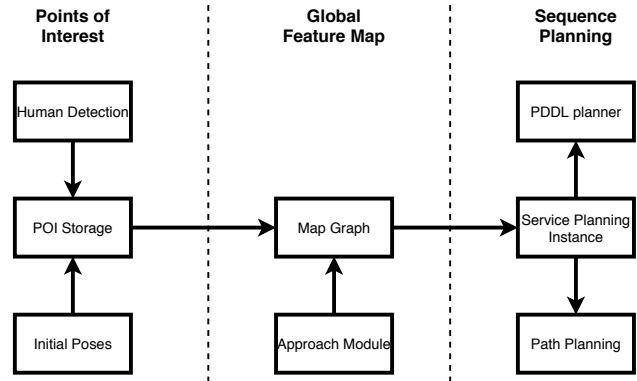 Points of
Interest
Global
Feature Map
Sequence
Planning
Human Detection
PDDL planner
POI Storage
Map Graph
Service Planning
Instance
Initial Poses
Approach Module
Path Planning